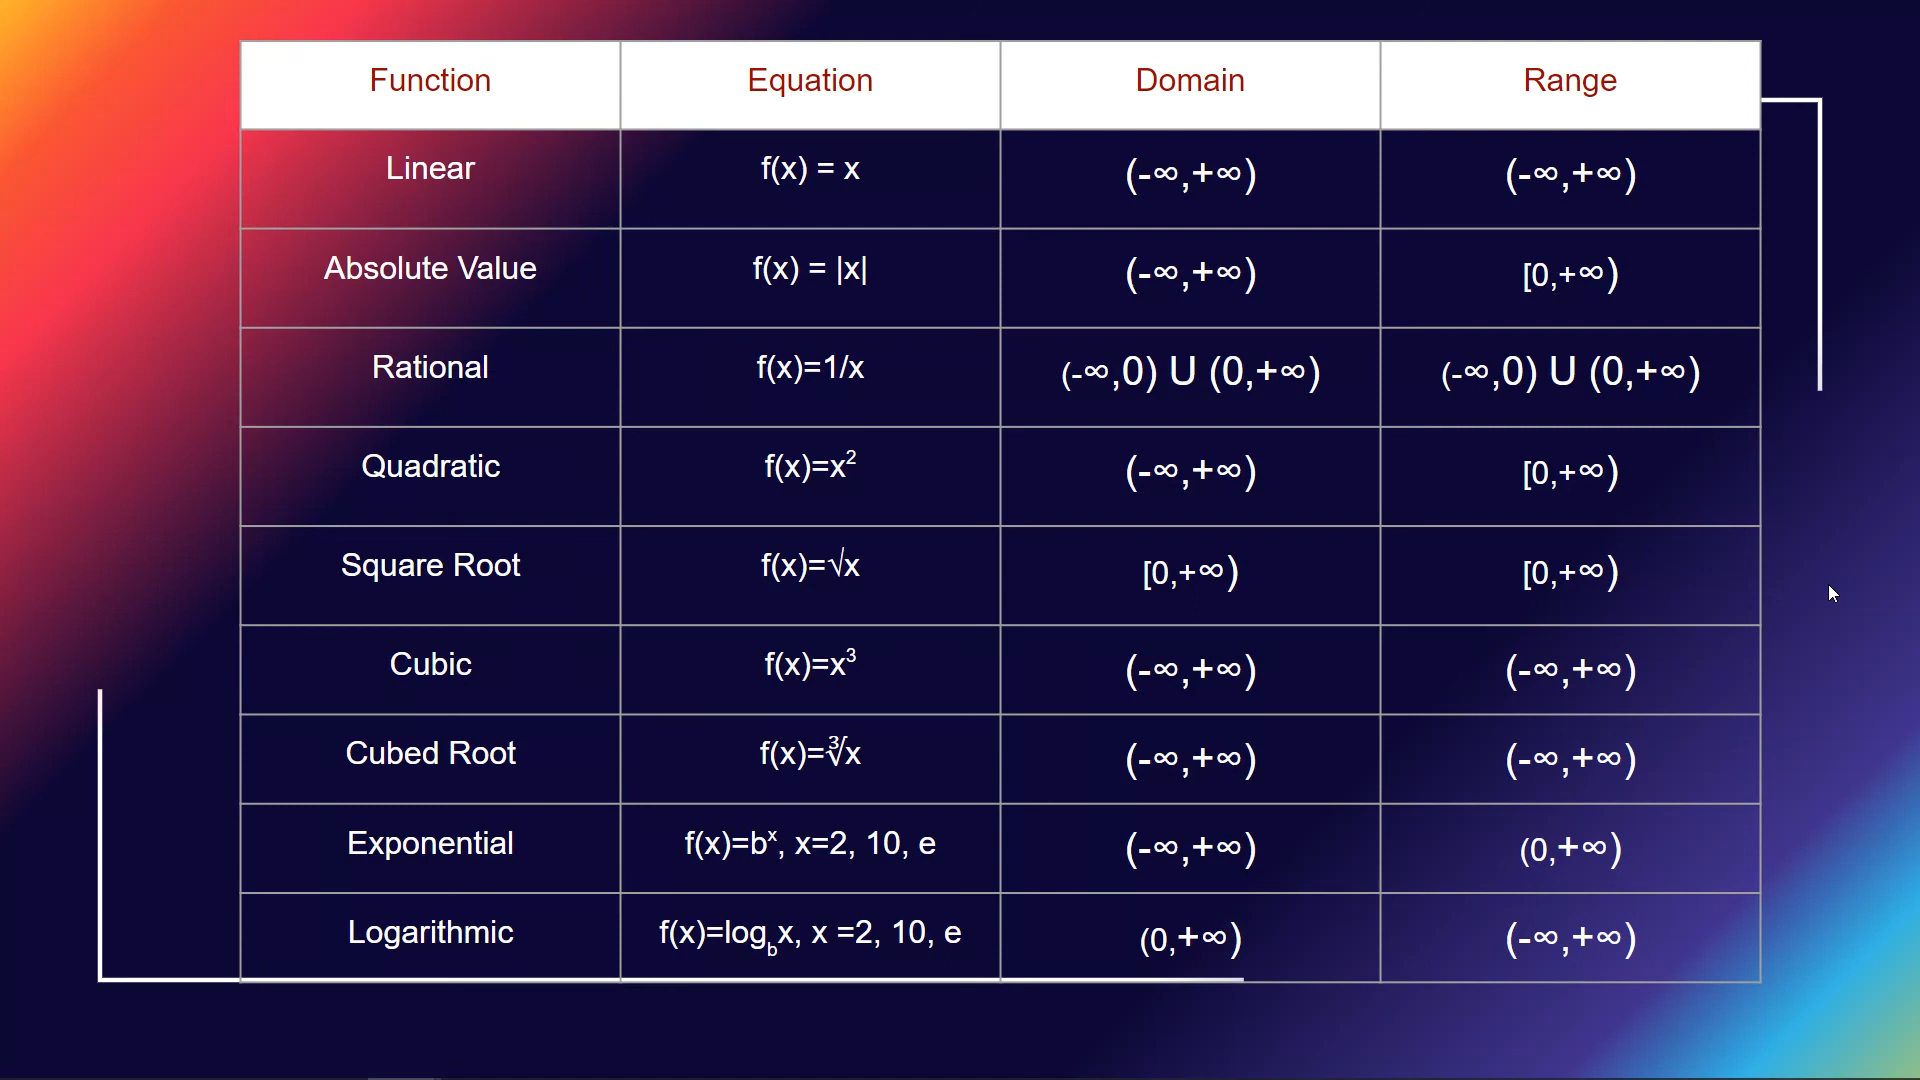 Function Equation Domain Range
Linear f(x) = x (-∞,+∞) (-∞,+∞)
Absolute Value f(x) = |x| (-∞,+∞) [0,+∞)
Rational f(x)=1/x (-∞,0) U (0,+∞) (-∞,0) U (0,+∞)
Quadratic f(x)=x² (-∞,+∞) [0,+∞)
Square Root f(x)=√x [0,+∞) [0,+∞)
Cubic f(x)=x³ (-∞,+∞) (-∞,+∞)
Cubed Root f(x)=∛x (-∞,+∞) (-∞,+∞)
Exponential f(x)=bˣ, x=2, 10, e (-∞,+∞) (0,+∞)
Logarithmic f(x)=log_b x, x =2, 10, e (0,+∞) (-∞,+∞)